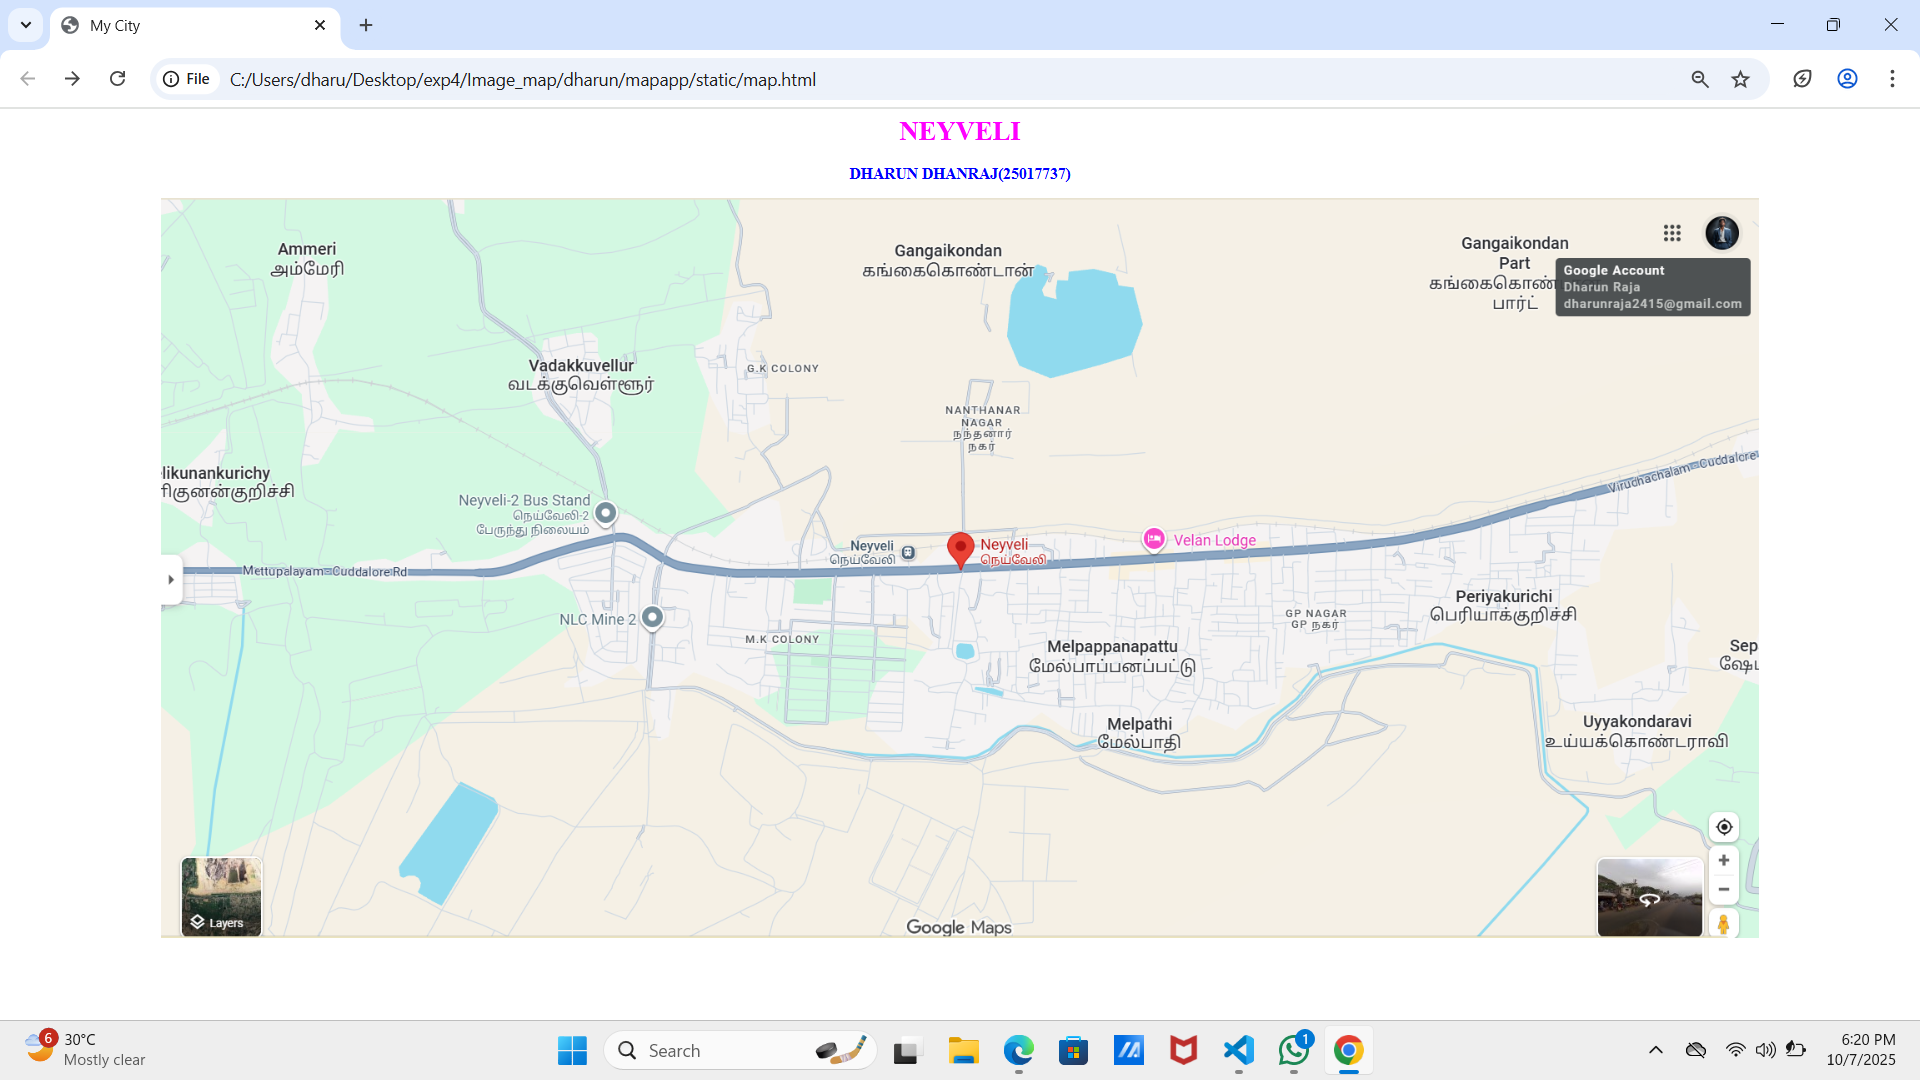 My City
File
C:/Users/dharu/Desktop/exp4/Image_map/dharun/mapapp/static/map.html
NEYVELI
DHARUN DHANRAJ(25017737)
Ammeri
அம்மேரி
Gangaikondan
கங்கைகொண்டான்
Gangaikondan
Part
கங்கைகொண்
பார்ட்
Google Account
Dharun Raja
dharunraja2415@gmail.com
Vadakkuvellur
வடக்குவெள்ளூர்
G.K COLONY
NANTHANAR
NAGAR
நந்தனார்
நகர்
likunankurichy
ரிகுனன்குறிச்சி
Neyveli-2 Bus Stand
நெய்வேலி-2
பேருந்து நிலையம்
Viruchachalam - Cuddalore
Neyveli
நெய்வேலி
Neyveli
நெய்வேலி
Velan Lodge
Mettupalayam-Cuddalore Rd
NLC Mine 2
M.K COLONY
Melpappanapattu
மேல்பாப்பனப்பட்டு
GP NAGAR
GP நகர்
Periyakurichi
பெரியாக்குறிச்சி
Sep
ஷேப
Melpathi
மேல்பாதி
Uyyakondaravi
உய்யக்கொண்டராவி
Layers
Google Maps
6
30°C
Mostly clear
Search
1
6:20 PM
10/7/2025